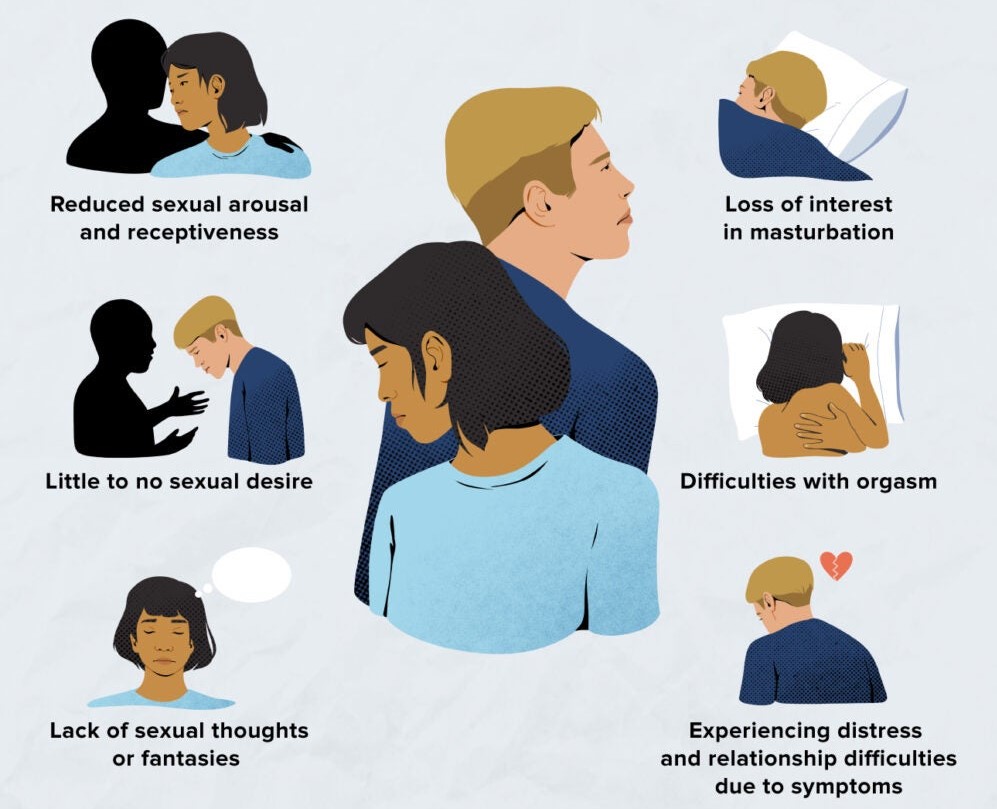 Reduced sexual arousal
and receptiveness
Loss of interest
in masturbation
Little to no sexual desire
Difficulties with orgasm
Lack of sexual thoughts
or fantasies
Experiencing distress
and relationship difficulties
due to symptoms